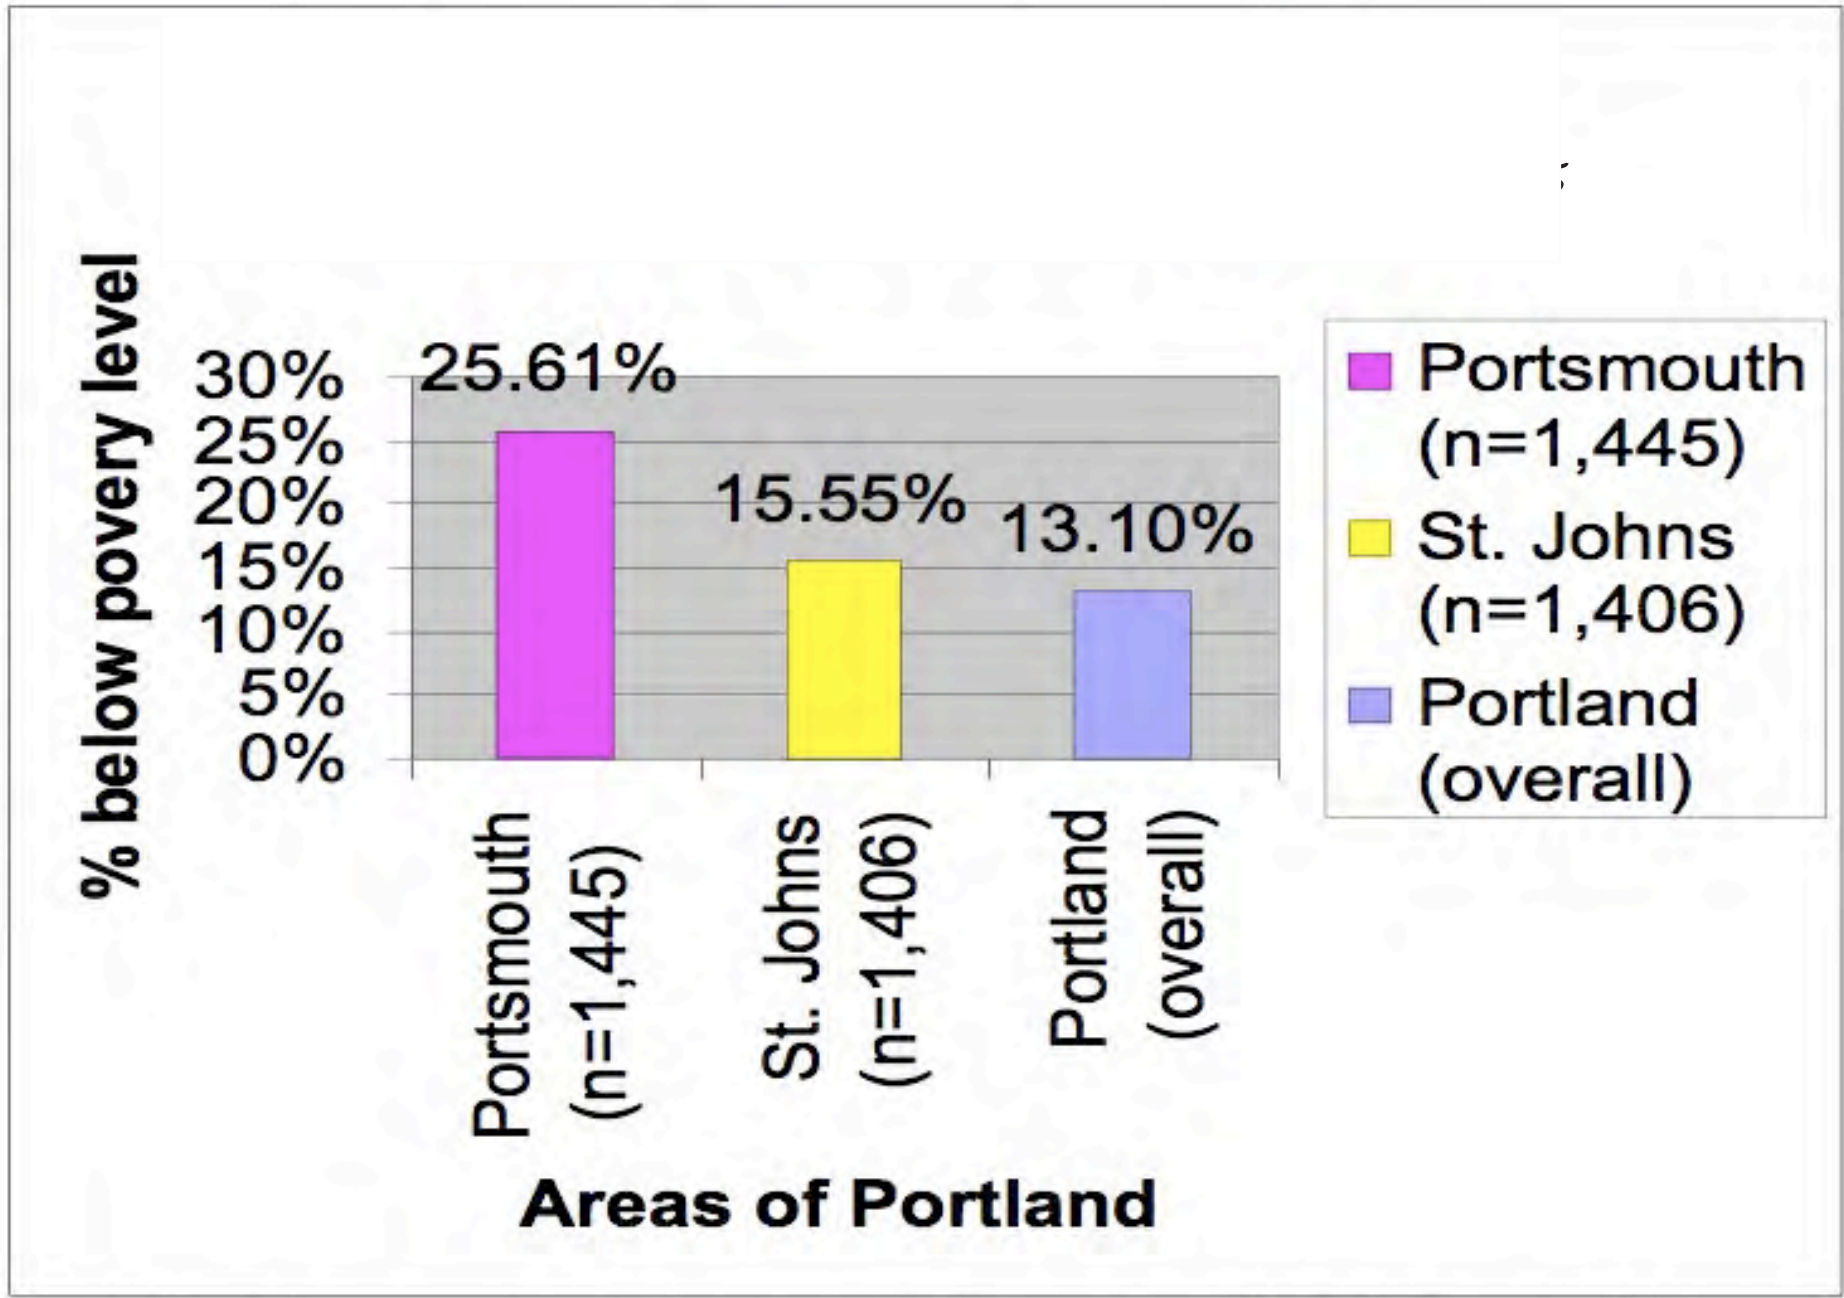 % below povery level
30%
25%
20%
15%
10%
5%
0%
25.61%
15.55%
13.10%
Portsmouth
(n=1,445)
St. Johns
(n=1,406)
Portland
(overall)
Areas of Portland
Portsmouth
(n=1,445)
St. Johns
(n=1,406)
Portland
(overall)